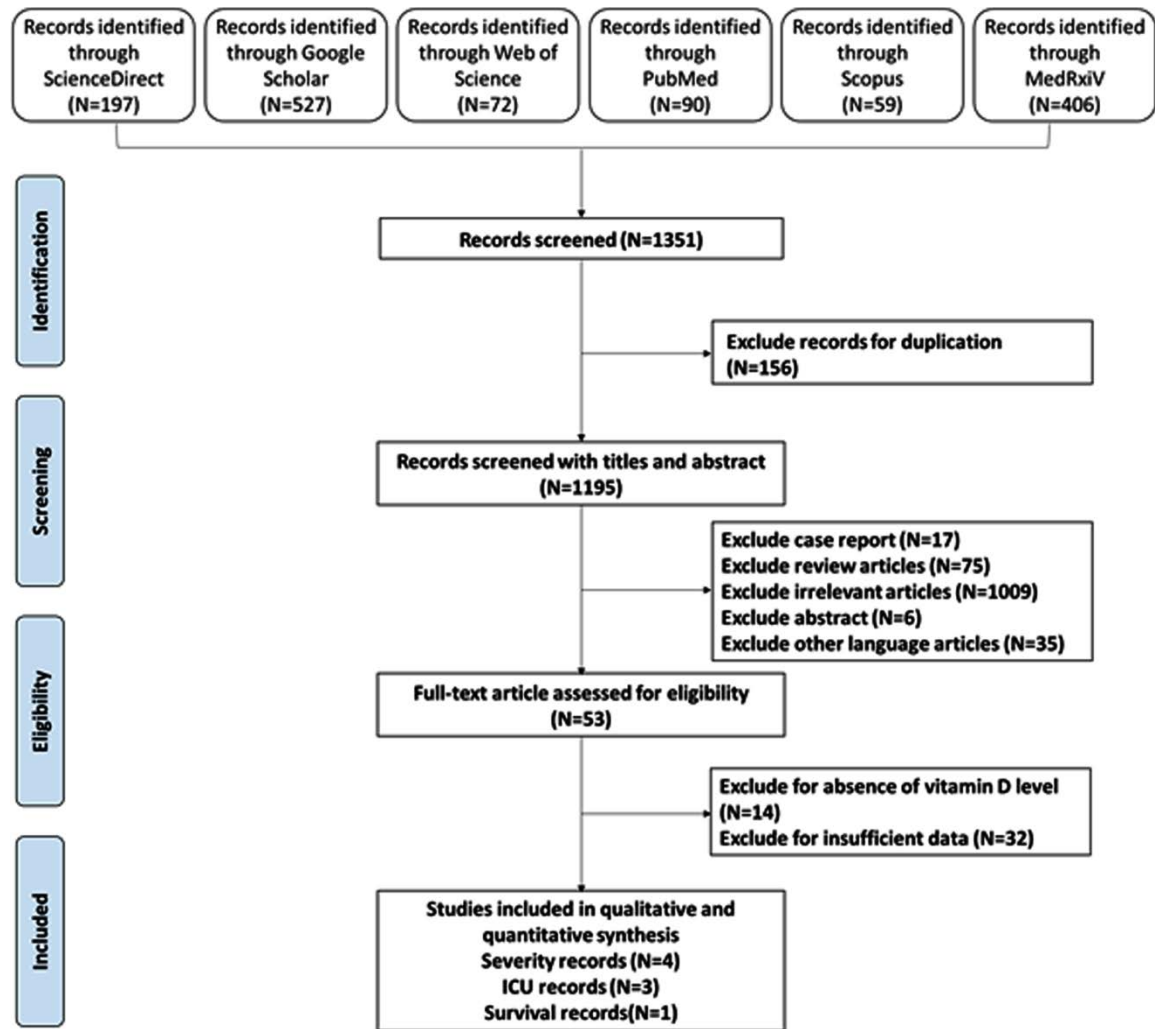 Records identified
through
ScienceDirect
(N=197)
Records identified
through Google
Scholar
(N=527)
Records identified
through Web of
Science
(N=72)
Records identified
through
PubMed
(N=90)
Records identified
through
Scopus
(N=59)
Records identified
through
MedRxiV
(N=406)
Identification
Records screened (N=1351)
Exclude records for duplication
(N=156)
Screening
Records screened with titles and abstract
(N=1195)
Exclude case report (N=17)
Exclude review articles (N=75)
Exclude irrelevant articles (N=1009)
Exclude abstract (N=6)
Exclude other language articles (N=35)
Eligibility
Full-text article assessed for eligibility
(N=53)
Exclude for absence of vitamin D level
(N=14)
Exclude for insufficient data (N=32)
Included
Studies included in qualitative and
quantitative synthesis
Severity records (N=4)
ICU records (N=3)
Survival records(N=1)